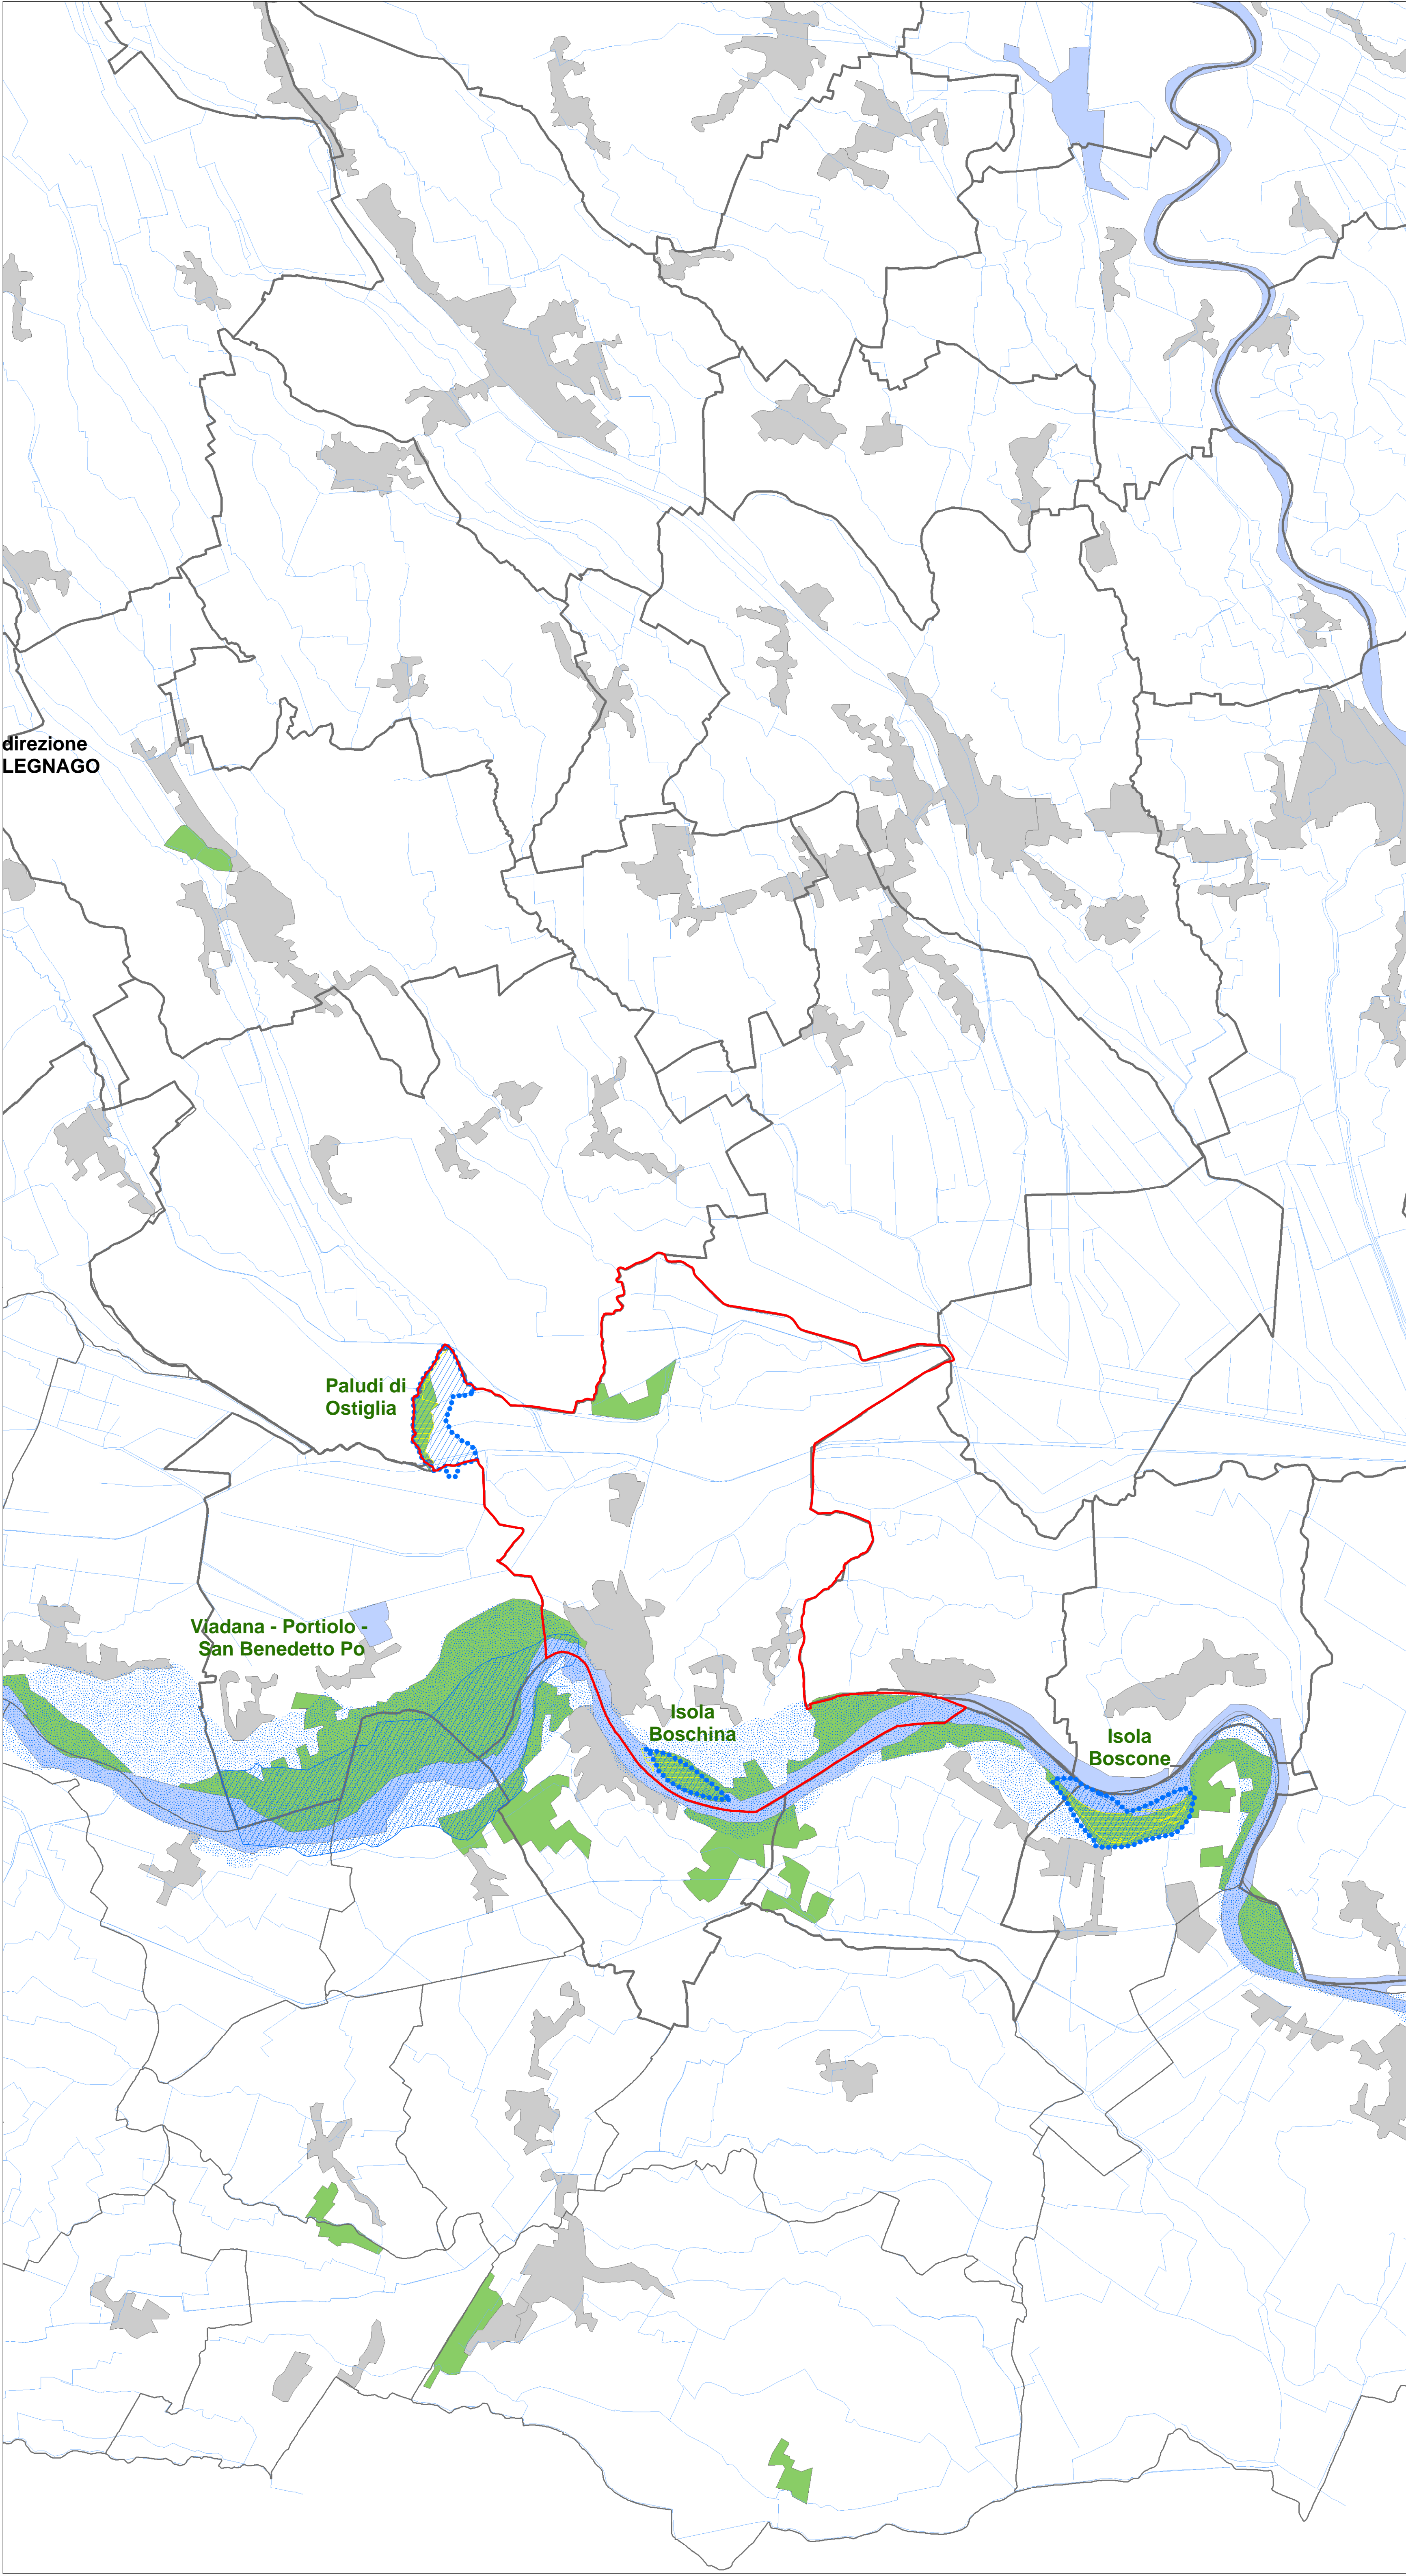 direzione
LEGNAGO
Paludi di
Ostiglia
Viadana - Portiolo -
San Benedetto Po
Isola
Boschina
Isola
Boscone